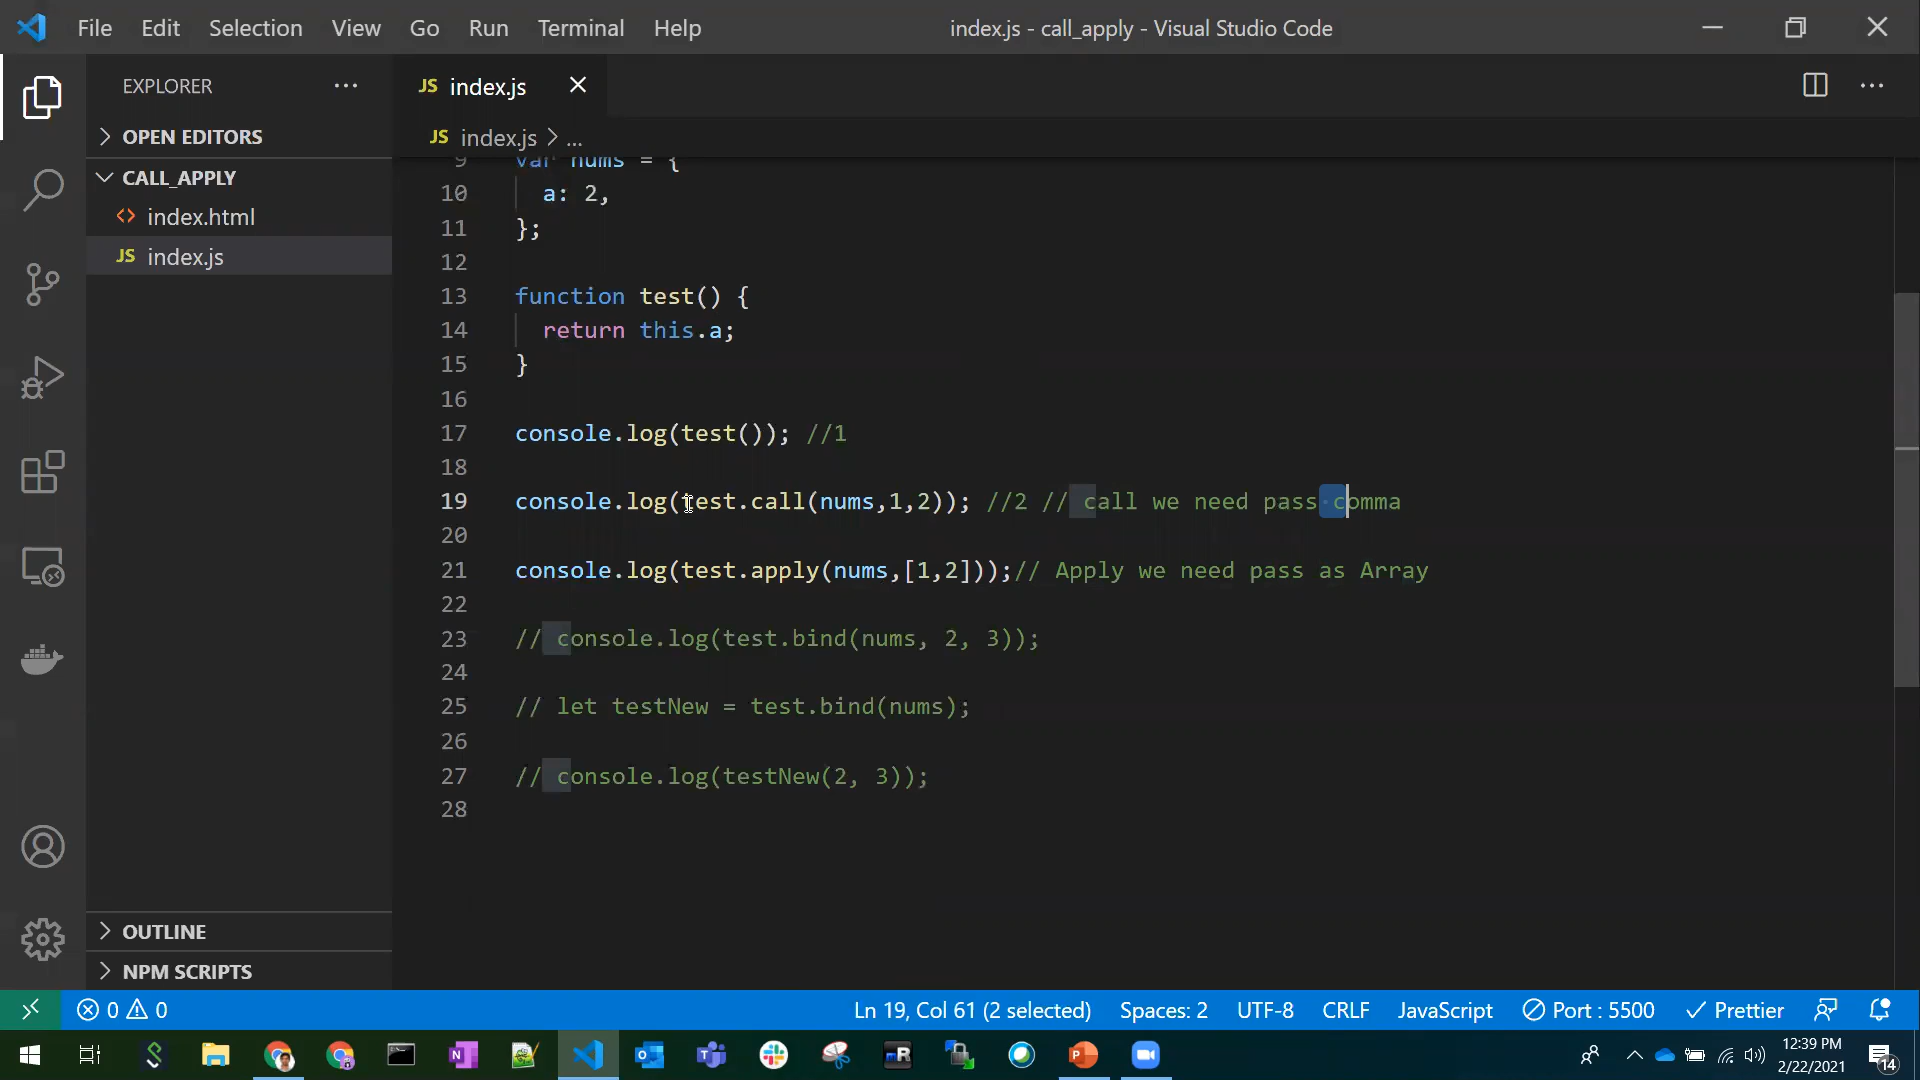 File Edit Selection View Go Run Terminal Help index.js - call_apply - Visual Studio Code
EXPLORER
JS index.js
OPEN EDITORS
JS index.js > ...
CALL_APPLY
<> index.html
JS index.js
9 var nums = {
10 a: 2,
11 };
12
13 function test() {
14 return this.a;
15 }
16
17 console.log(test()); //1
18
19 console.log(test.call(nums,1,2)); //2 // call we need pass comma
20
21 console.log(test.apply(nums,[1,2]));// Apply we need pass as Array
22
23 // console.log(test.bind(nums, 2, 3));
24
25 // let testNew = test.bind(nums);
26
27 // console.log(testNew(2, 3));
28
OUTLINE
NPM SCRIPTS
0 0 Ln 19, Col 61 (2 selected) Spaces: 2 UTF-8 CRLF JavaScript Port : 5500 Prettier
12:39 PM
2/22/2021
14